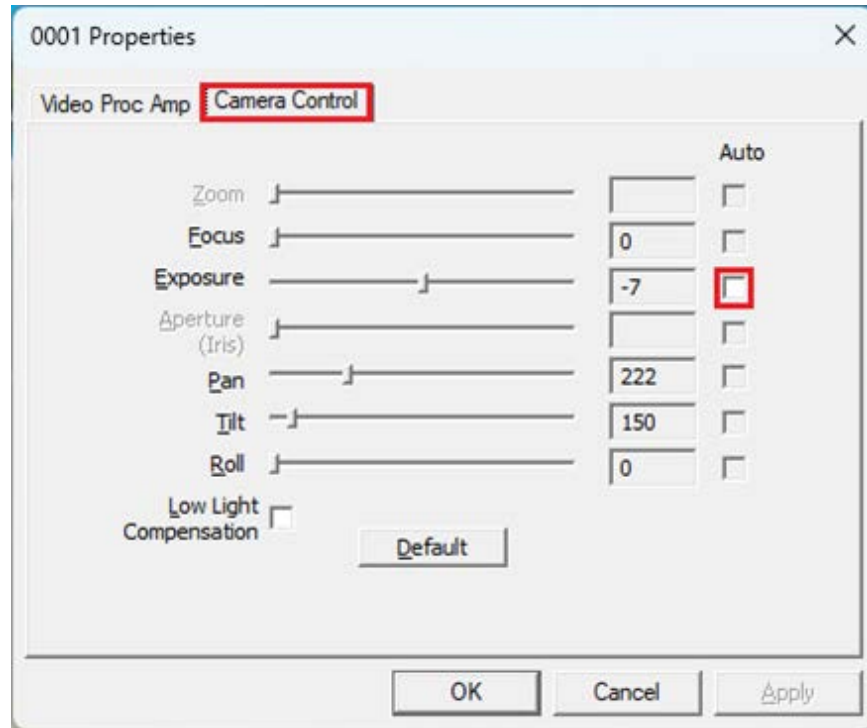 0001 Properties
Video Proc Amp
Camera Control
Auto
Zoom
Focus 0
Exposure -7
Aperture
(Iris)
Pan 222
Tilt 150
Roll 0
Low Light
Compensation
Default
OK Cancel Apply